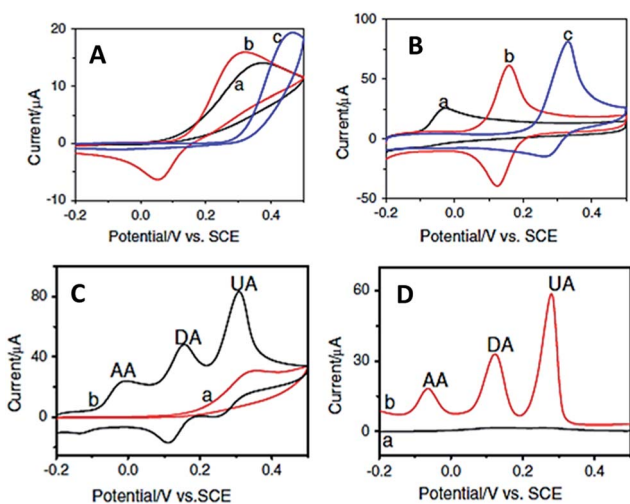 A
20
10
0
-10
Current/μA
a
b
c
-0.2 0.0 0.2 0.4
Potential/V vs. SCE
B
100
50
0
-50
Current/μA
a
b
c
-0.2 0.0 0.2 0.4
Potential/V vs. SCE
C
80
40
0
Current/μA
AA
DA
UA
b
a
-0.2 0.0 0.2 0.4
Potential/V vs.SCE
D
60
30
0
Current/μA
AA
DA
UA
b
a
-0.2 0.0 0.2 0.4
Potential/V vs.SCE